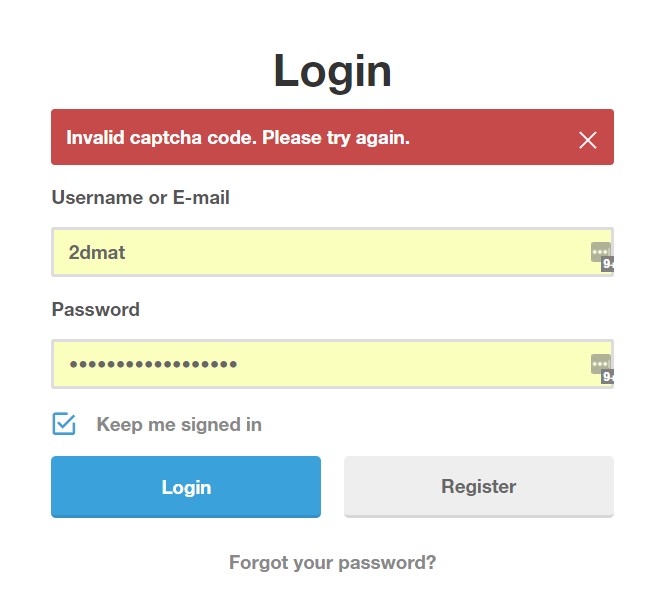 Login
Invalid captcha code. Please try again.
Username or E-mail
2dmat
Password
••••••••••••••••••
Keep me signed in
Login Register
Forgot your password?